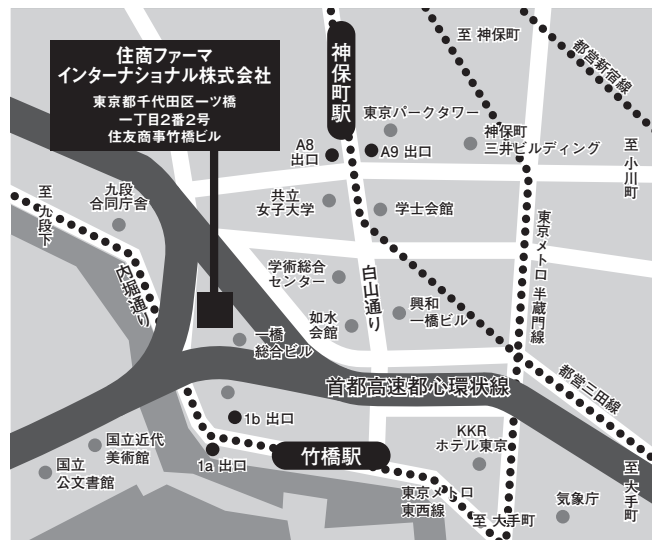 住商ファーマ
インターナショナル株式会社
東京都千代田区一ツ橋
一丁目2番2号
住友商事竹橋ビル
神保町駅
至 神保町
都営新宿線
東京パークタワー
神保町
三井ビルディング
A8
出口
A9 出口
至 小川町
至 九段下
九段
合同庁舎
共立
女子大学
学士会館
内堀通り
学術総合
センター
白山通り
東京メトロ 半蔵門線
如水
会館
興和
一橋ビル
一橋
総合ビル
首都高速都心環状線
都営三田線
1b 出口
国立近代
美術館
1a 出口
竹橋駅
KKR
ホテル東京
国立
公文書館
東京メトロ
東西線
至 大手町
気象庁
至 大手町